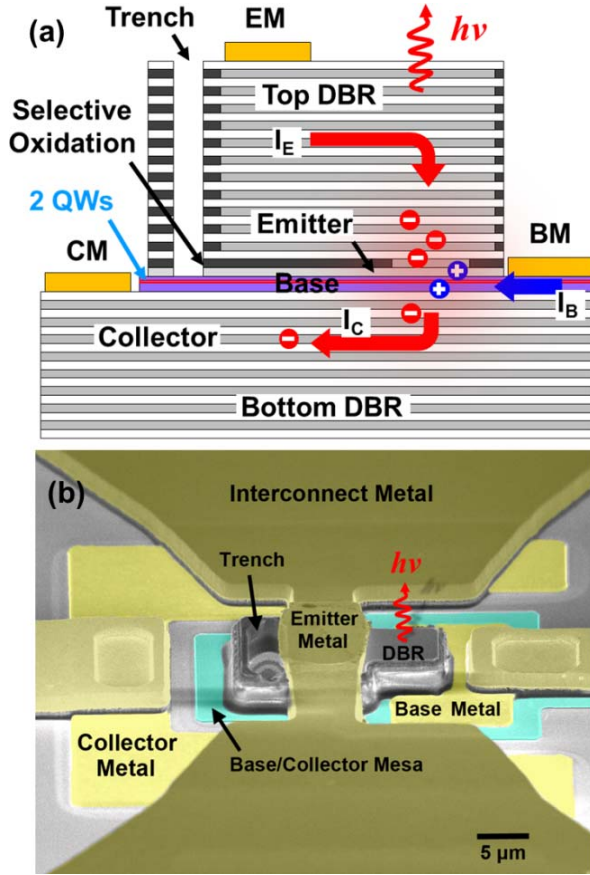 (a)
Trench
EM
hν
Top DBR
Selective
Oxidation
I_E
2 QWs
Emitter
CM
BM
Base
I_B
Collector
I_C
Bottom DBR
(b)
Interconnect Metal
Trench
hν
Emitter
Metal
DBR
Base Metal
Collector
Metal
Base/Collector Mesa
5 μm